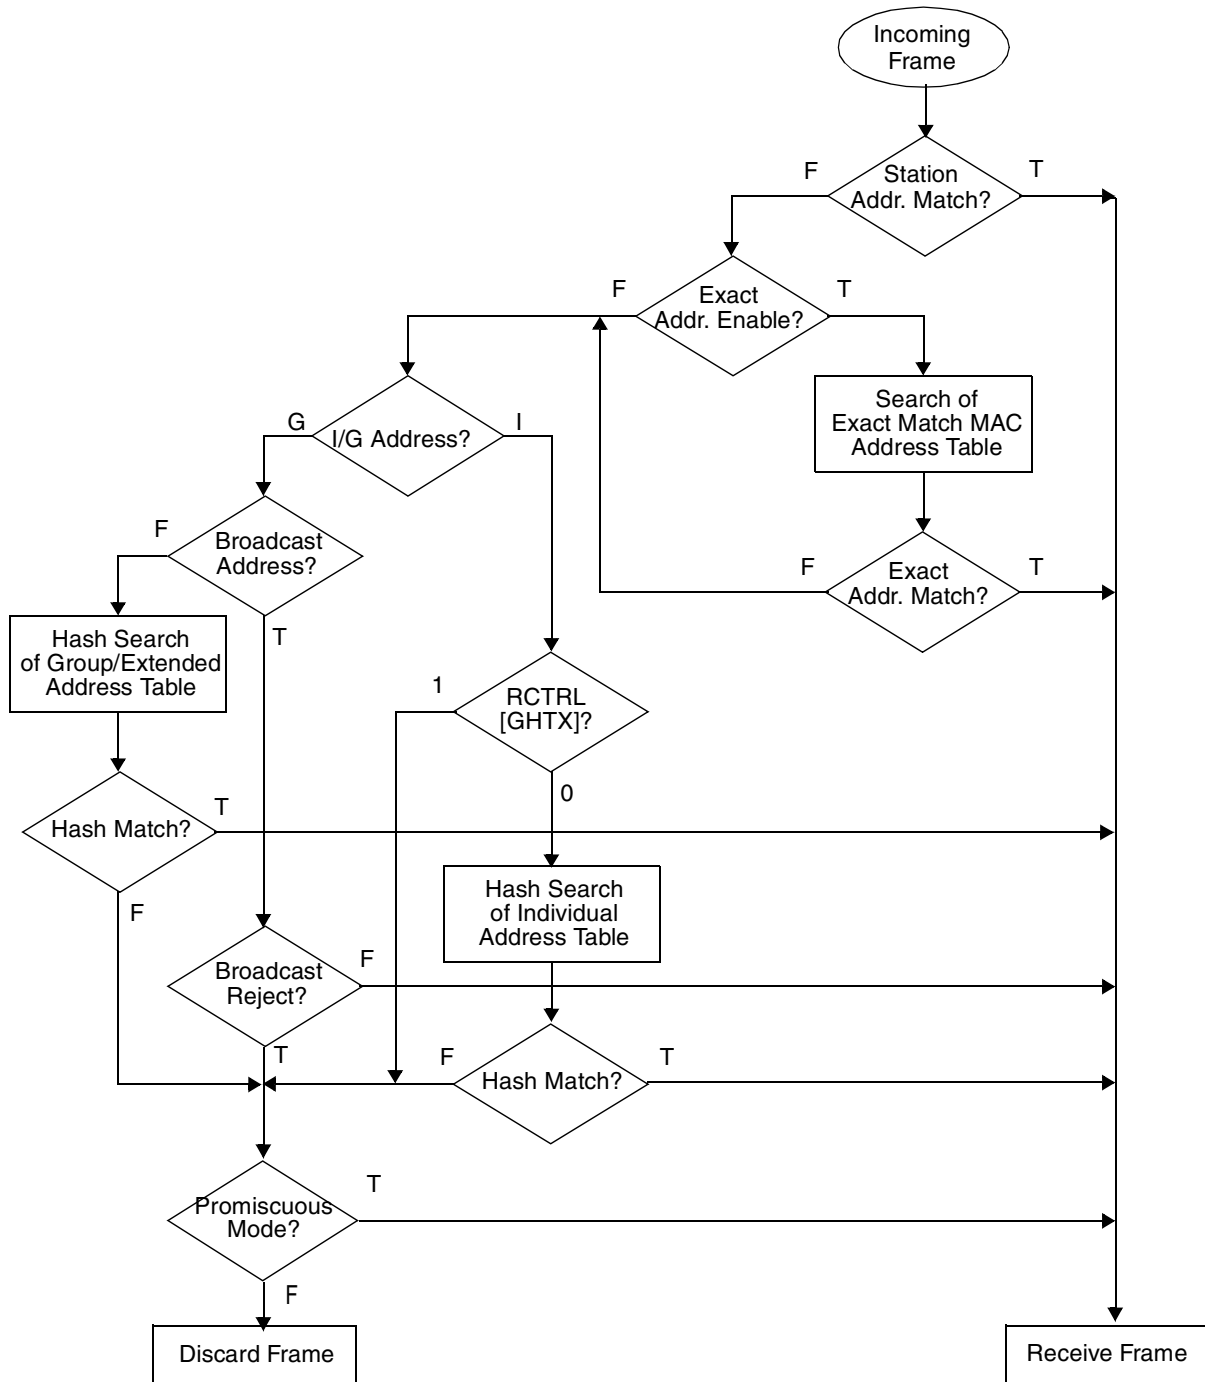 Incoming
Frame
F
Station
Addr. Match?
T
F
Exact
Addr. Enable?
T
Search of
Exact Match MAC
Address Table
G
I/G Address?
I
F
Broadcast
Address?
T
F
Exact
Addr. Match?
T
Hash Search
of Group/Extended
Address Table
1
RCTRL
[GHTX]?
0
Hash Match?
T
F
Hash Search
of Individual
Address Table
Broadcast
Reject?
F
T
F
Hash Match?
T
Promiscuous
Mode?
T
F
Discard Frame
Receive Frame